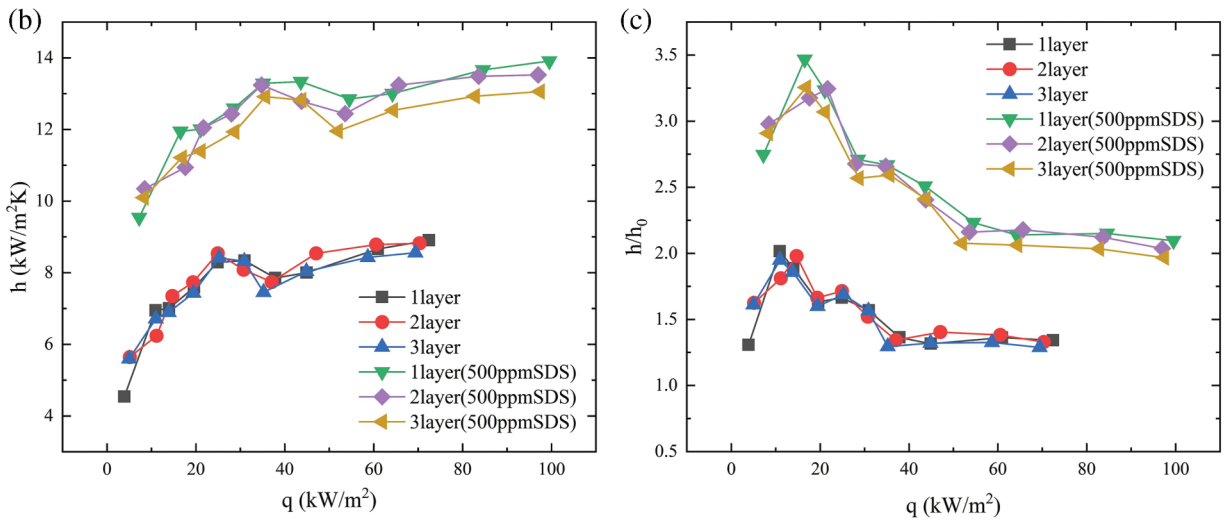 (b)
h (kW/m²K)
14
12
10
8
6
4
1layer
2layer
3layer
1layer(500ppmSDS)
2layer(500ppmSDS)
3layer(500ppmSDS)
0 20 40 60 80 100
q (kW/m²)
(c)
h/h₀
3.5
3.0
2.5
2.0
1.5
1.0
0.5
1layer
2layer
3layer
1layer(500ppmSDS)
2layer(500ppmSDS)
3layer(500ppmSDS)
0 20 40 60 80 100
q (kW/m²)